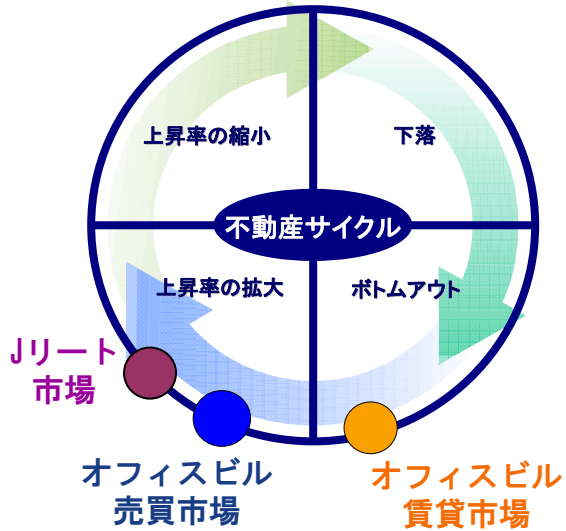 上昇率の縮小
下落
不動産サイクル
上昇率の拡大
ボトムアウト
Jリート
市場
オフィスビル
売買市場
オフィスビル
賃貸市場